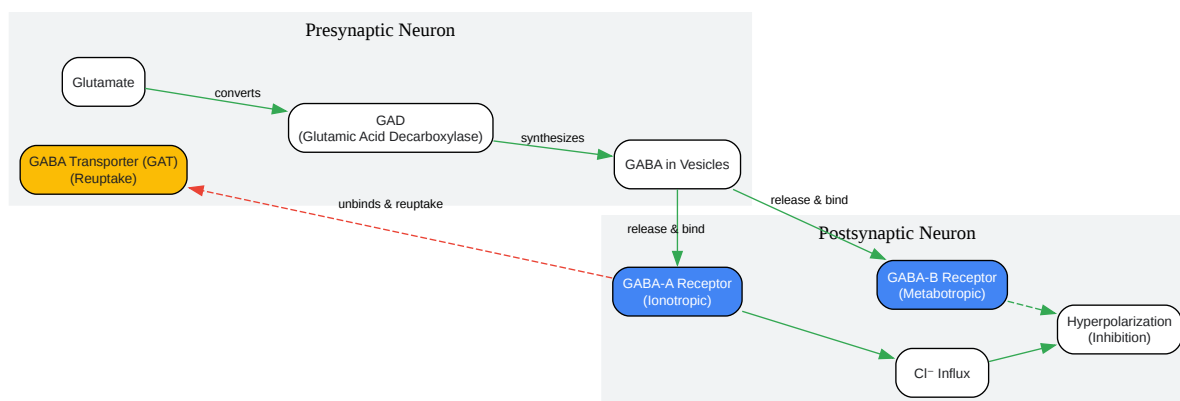 Presynaptic Neuron
Glutamate
converts
GAD
(Glutamic Acid Decarboxylase)
synthesizes
GABA Transporter (GAT)
(Reuptake)
GABA in Vesicles
unbinds & reuptake
release & bind
release & bind
Postsynaptic Neuron
GABA-A Receptor
(Ionotropic)
GABA-B Receptor
(Metabotropic)
Hyperpolarization
(Inhibition)
Cl⁻ Influx